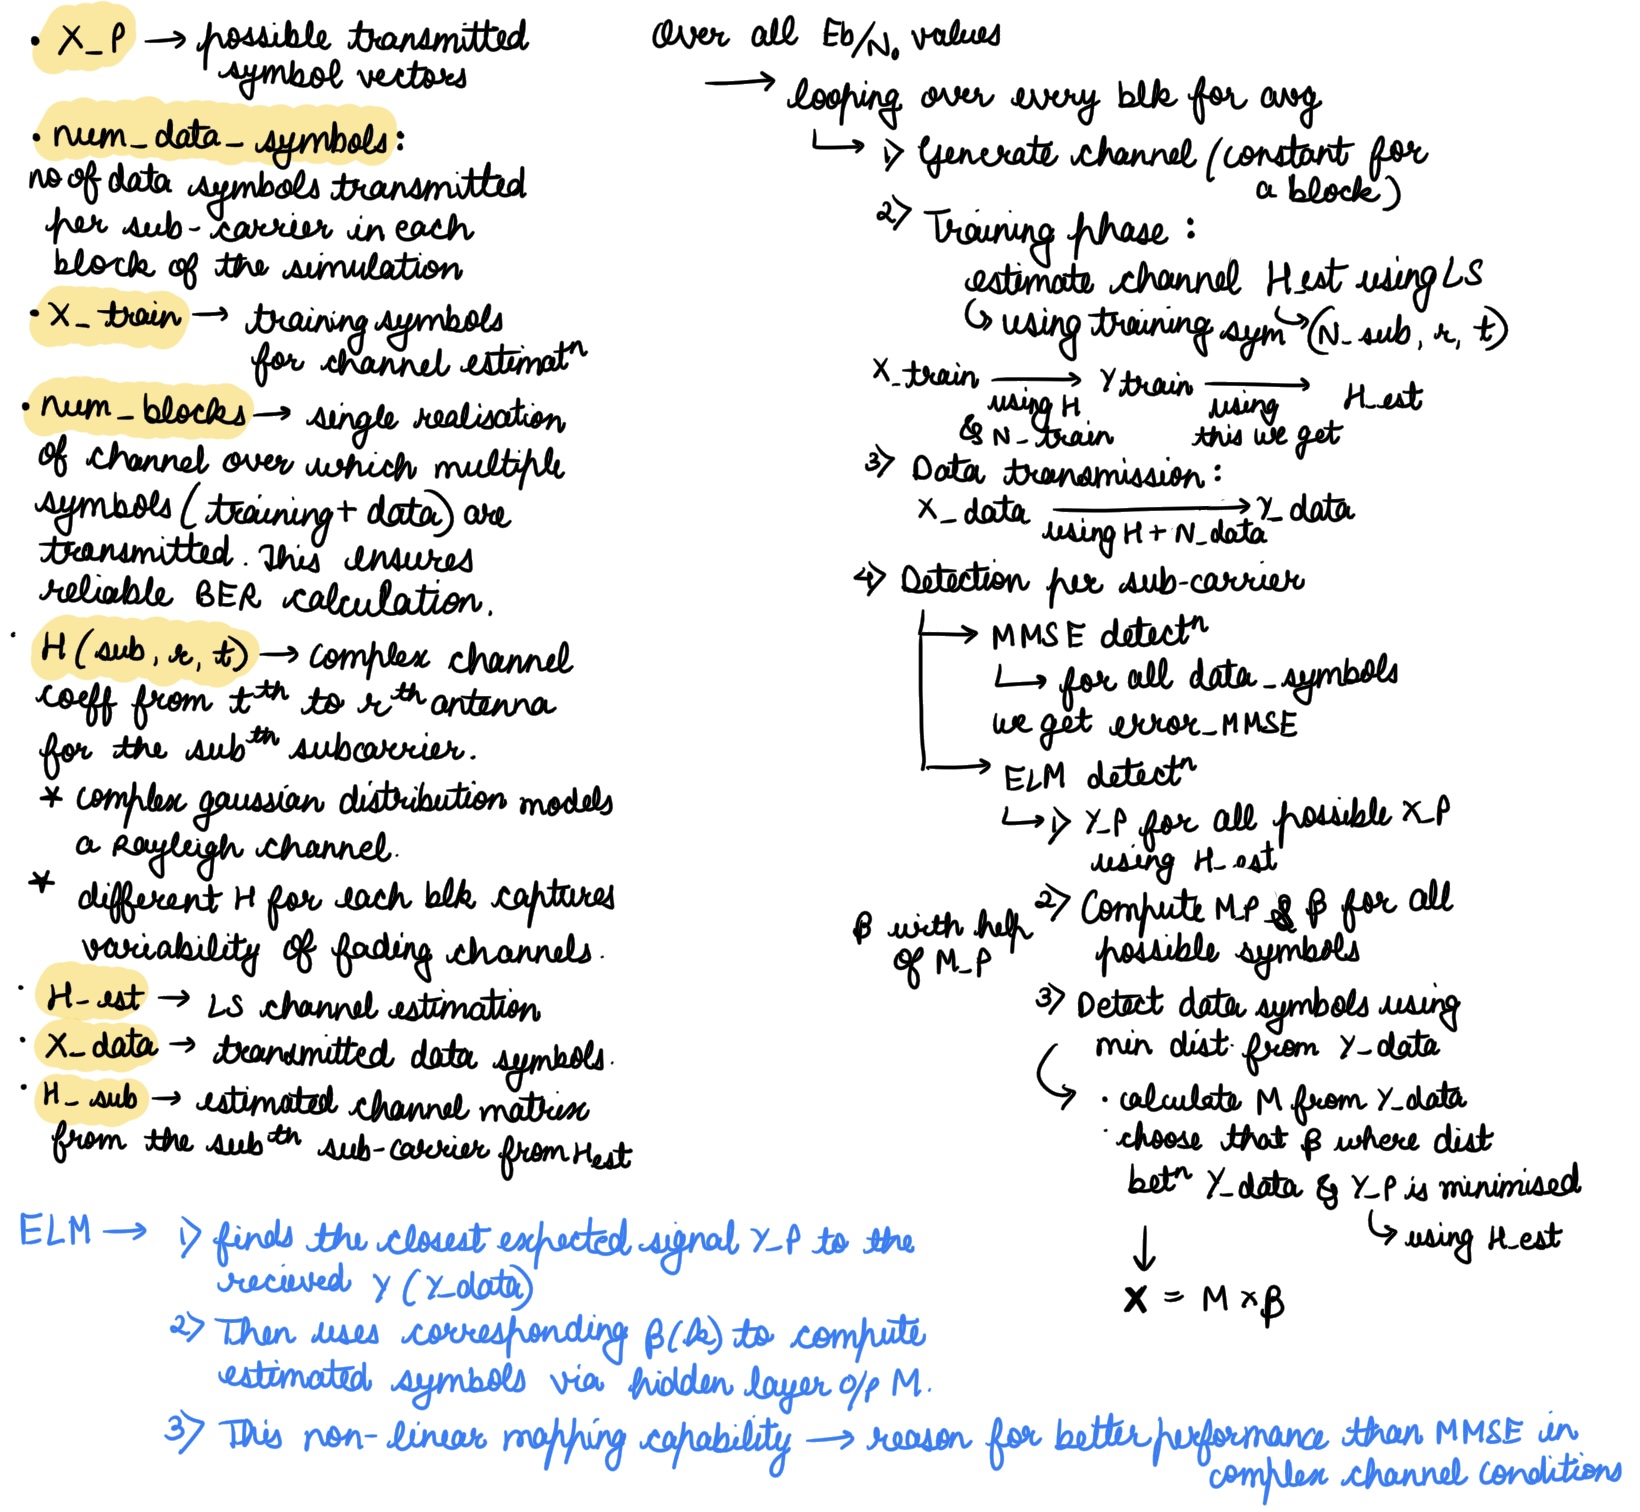 • X_P → possible transmitted
symbol vectors
• num_data_symbols:
no of data symbols transmitted
per sub-carrier in each
block of the simulation
• X_train → training symbols
for channel estimatⁿ
• num_blocks → single realisation
of channel over which multiple
symbols (training + data) are
transmitted. This ensures
reliable BER calculation.
• H(sub, r, t) → complex channel
coeff from t^th to r^th antenna
for the sub^th subcarrier.
* complex gaussian distribution models
a Rayleigh channel.
* different H for each blk captures
variability of fading channels.
• H_est → LS channel estimation
• X_data → transmitted data symbols.
• H_sub → estimated channel matrix
from the sub^th sub-carrier from Hest
Over all Eb/N₀ values
→ looping over every blk for avg
↳ 1) Generate channel (constant for
a block)
2) Training phase:
estimate channel H_est using LS
↳ using training sym ↳ (N_sub, r, t)
X_train → Y train → H_est
using H using
& N_train this we get
3) Data transmission:
X_data → Y_data
using H + N_data
4) Detection per sub-carrier
→ MMSE detectⁿ
↳ for all data_symbols
we get error_MMSE
→ ELM detectⁿ
↳ 1) Y_P for all possible X_P
using H_est
2) Compute MP & β for all
possible symbols
β with help
of M_P
3) Detect data symbols using
min dist from Y_data
• calculate M from Y_data
• choose that β where dist
betⁿ Y_data & Y_P is minimised
↳ using H_est
↓
X = M × β
ELM → 1) finds the closest expected signal Y_P to the
recieved Y (Y_data)
2) Then uses corresponding β(k) to compute
estimated symbols via hidden layer o/p M.
3) This non-linear mapping capability → reason for better performance than MMSE in
complex channel conditions